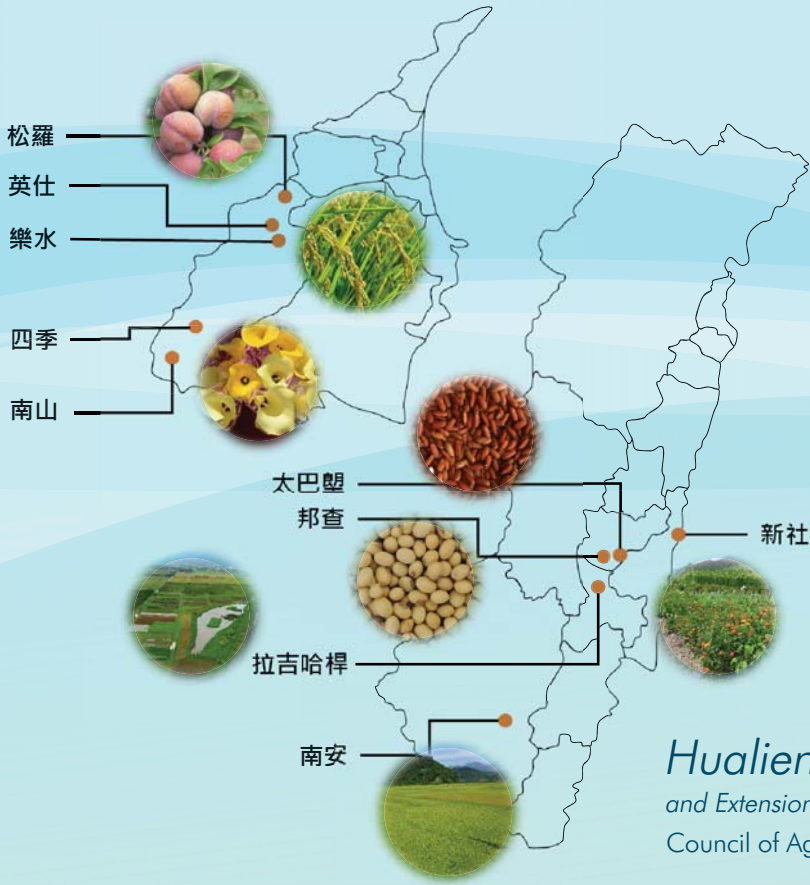 松羅
英仕
樂水
四季
南山
太巴塱
邦查
新社
拉吉哈桿
南安
Hualien
and Extension
Council of Ag